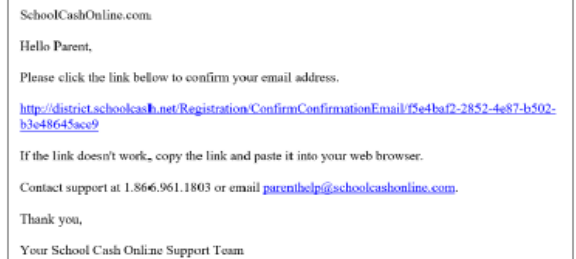 SchoolCashOnline.com
Hello Parent,
Please click the link bellow to confirm your email address.
http://district.schoolcash.net/Registration/ConfirmConfirmationEmail/f5e4baf2-2852-4e87-b502-
b3e48645ace9
If the link doesn't work, copy the link and paste it into your web browser.
Contact support at 1.866.961.1803 or email parenthelp@schoolcashonline.com.
Thank you,
Your School Cash Online Support Team